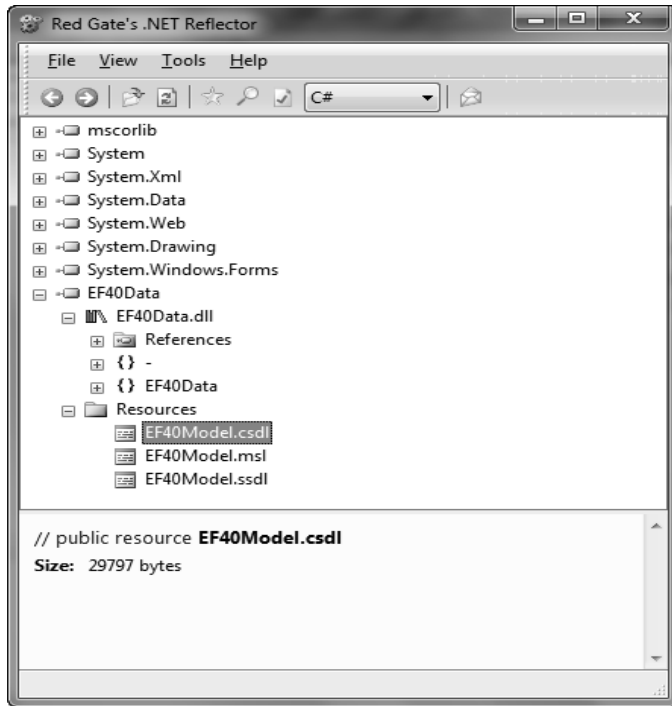 Red Gate's .NET Reflector
File View Tools Help
C#
mscorlib
System
System.Xml
System.Data
System.Web
System.Drawing
System.Windows.Forms
EF40Data
EF40Data.dll
References
{} -
{} EF40Data
Resources
EF40Model.csdl
EF40Model.msl
EF40Model.ssdl
// public resource EF40Model.csdl
Size: 29797 bytes